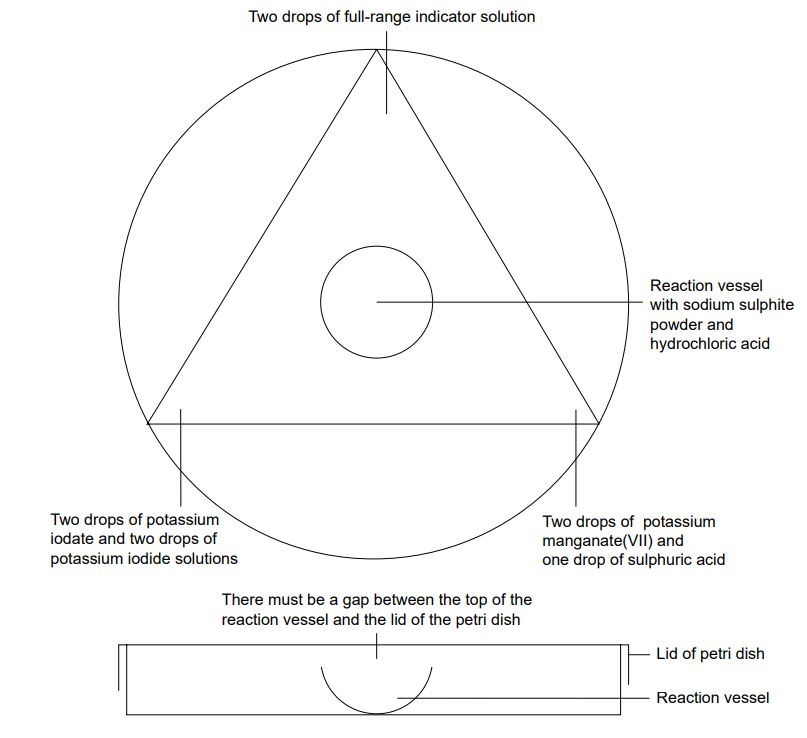 Two drops of full-range indicator solution
Reaction vessel
with sodium sulphite
powder and
hydrochloric acid
Two drops of potassium
iodate and two drops of
potassium iodide solutions
Two drops of  potassium
manganate(VII) and
one drop of sulphuric acid
There must be a gap between the top of the
reaction vessel and the lid of the petri dish
Lid of petri dish
Reaction vessel